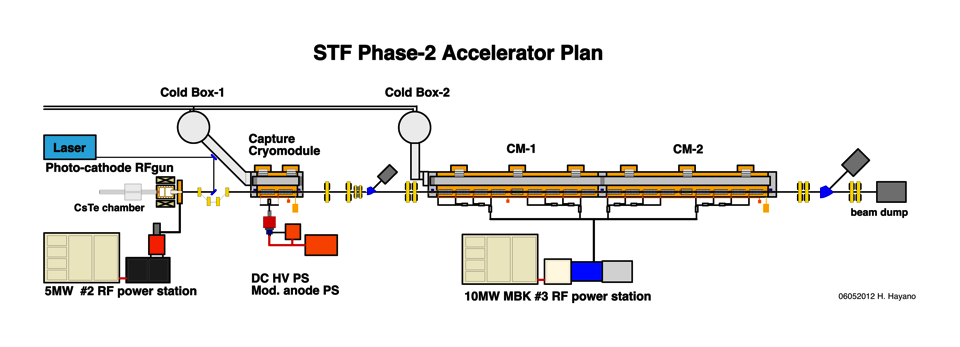 STF Phase-2 Accelerator Plan
Cold Box-1
Cold Box-2
Laser
Capture
Cryomodule
CM-1
CM-2
Photo-cathode RFgun
CsTe chamber
beam dump
DC HV PS
Mod. anode PS
5MW #2 RF power station
10MW MBK #3 RF power station
06052012 H. Hayano